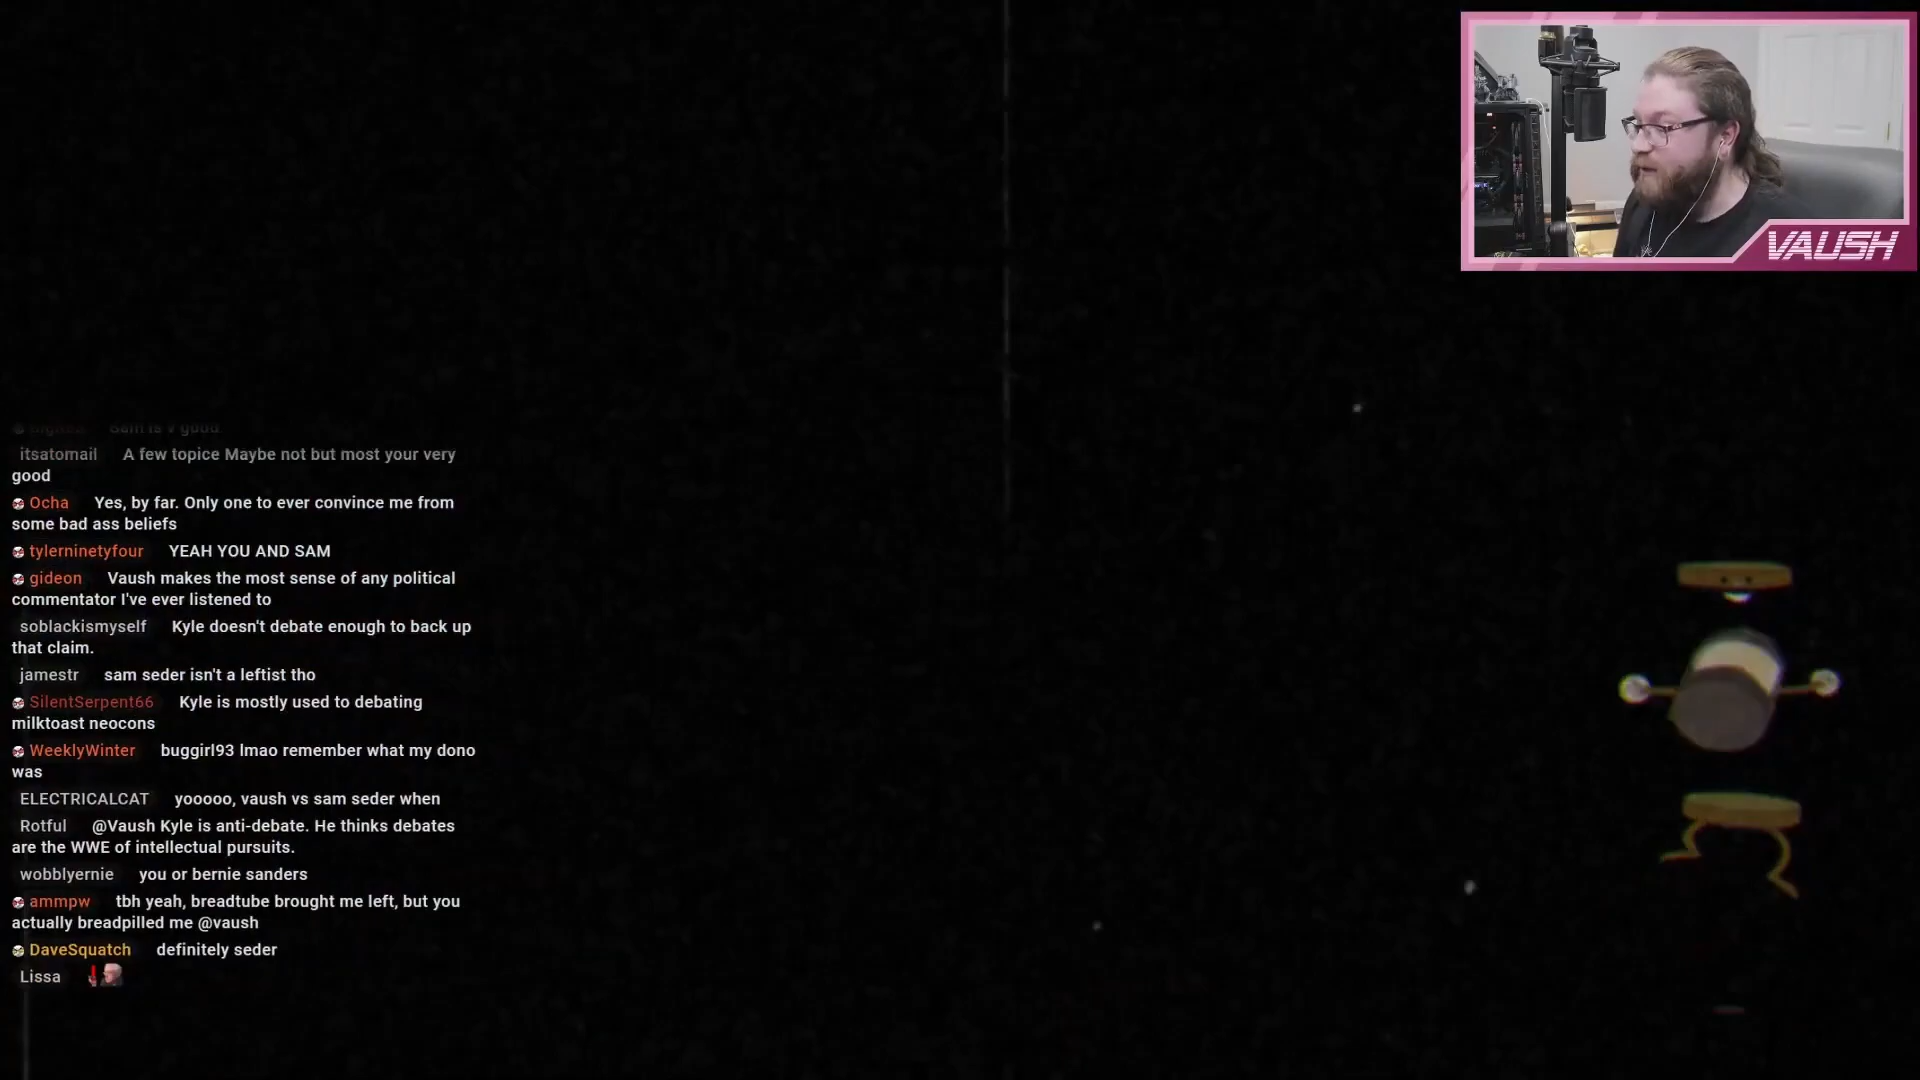 VAUSH
Sam is v good
itsatomail A few topice Maybe not but most your very
good
Ocha Yes, by far. Only one to ever convince me from
some bad ass beliefs
tylerninetyfour YEAH YOU AND SAM
gideon Vaush makes the most sense of any political
commentator I've ever listened to
soblackismyself Kyle doesn't debate enough to back up
that claim.
jamestr sam seder isn't a leftist tho
SilentSerpent66 Kyle is mostly used to debating
milktoast neocons
WeeklyWinter buggirl93 lmao remember what my dono
was
ELECTRICALCAT yooooo, vaush vs sam seder when
Rotful @Vaush Kyle is anti-debate. He thinks debates
are the WWE of intellectual pursuits.
wobblyernie you or bernie sanders
ammpw tbh yeah, breadtube brought me left, but you
actually breadpilled me @vaush
DaveSquatch definitely seder
Lissa